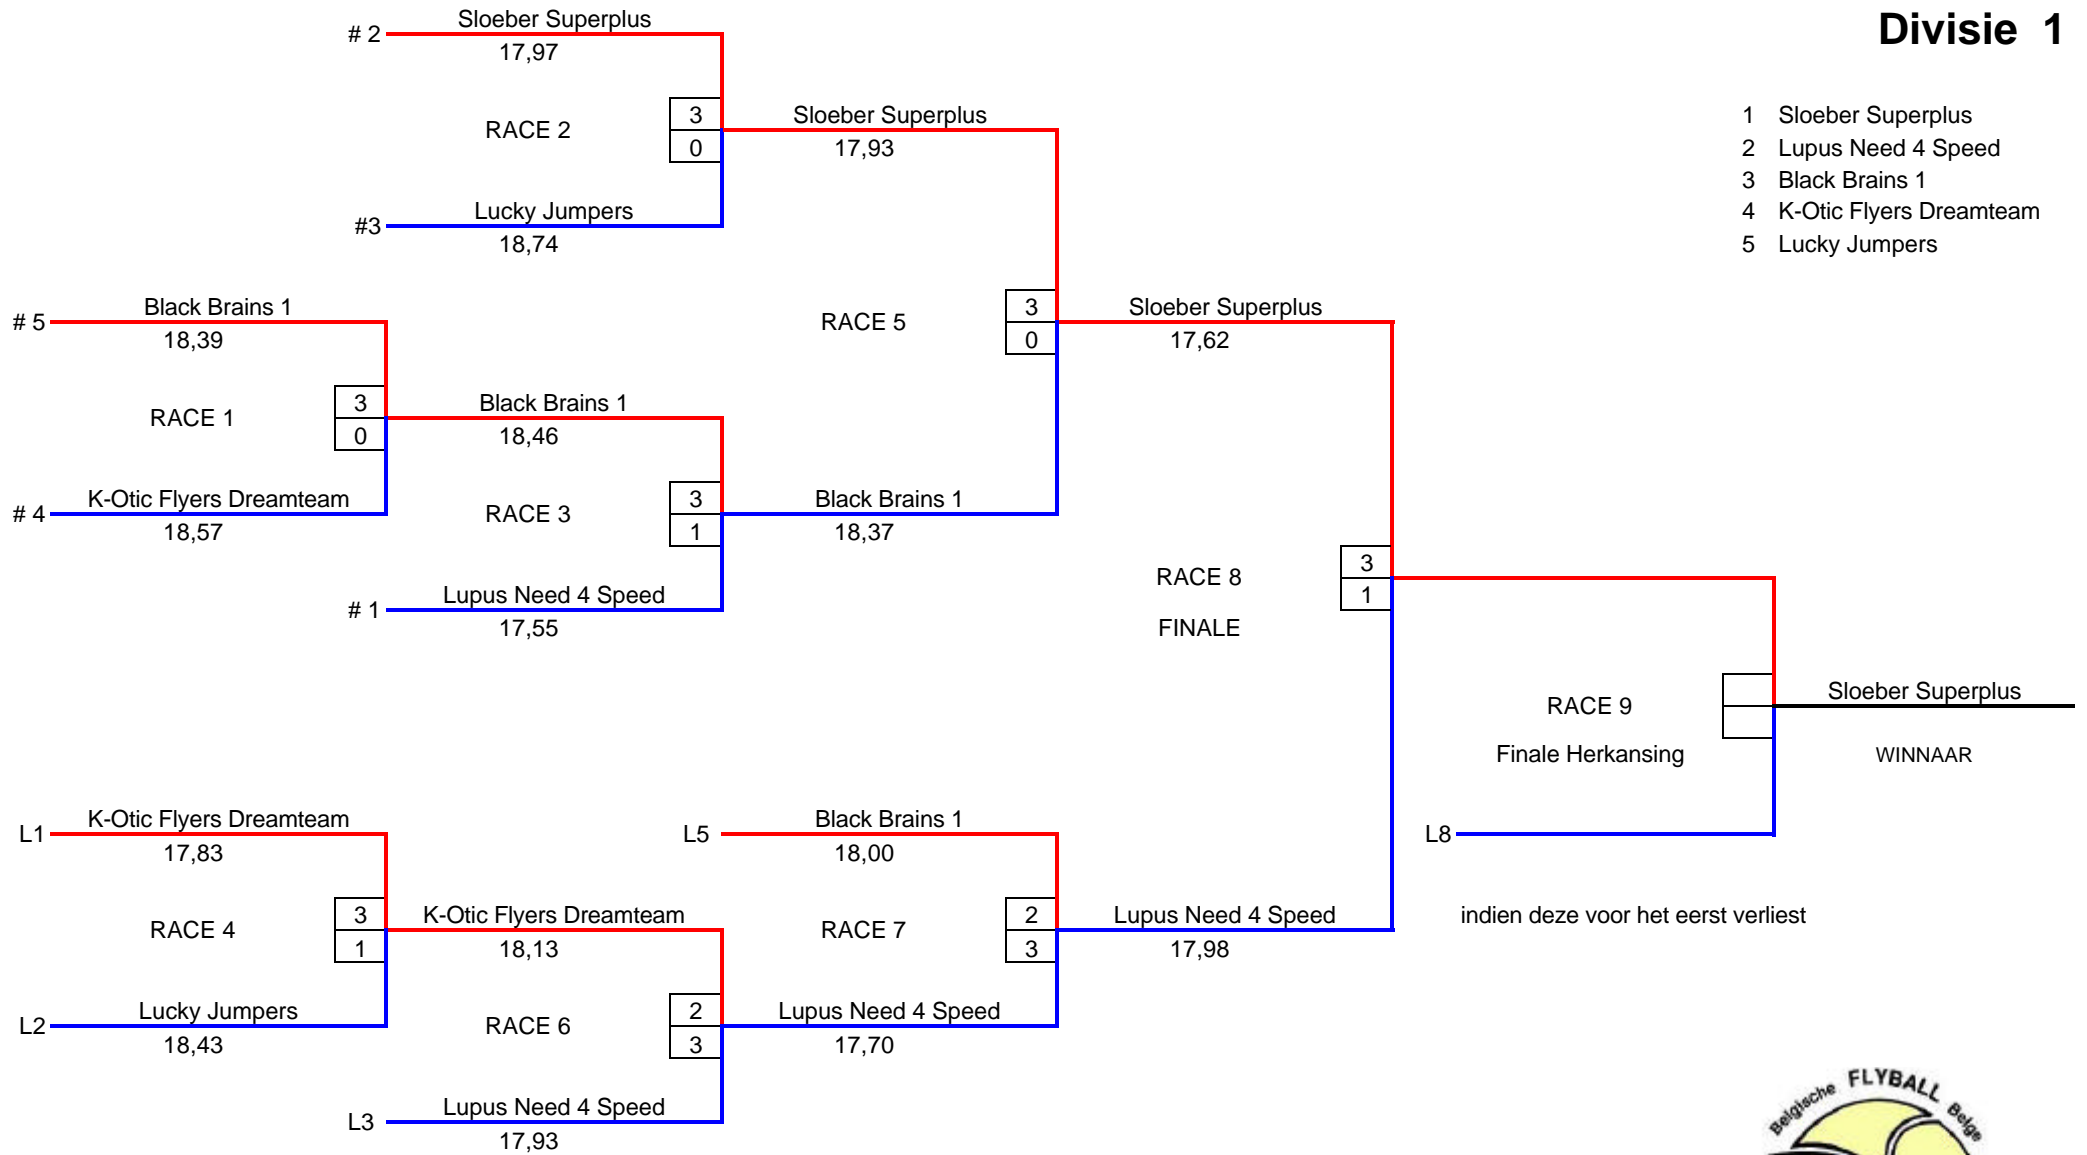 Divisie 1
1 Sloeber Superplus
2 Lupus Need 4 Speed
3 Black Brains 1
4 K-Otic Flyers Dreamteam
5 Lucky Jumpers
# 2 Sloeber Superplus
17,97
RACE 2
3
0
#3 Lucky Jumpers
18,74
Sloeber Superplus
17,93
# 5 Black Brains 1
18,39
RACE 1
3
0
# 4 K-Otic Flyers Dreamteam
18,57
Black Brains 1
18,46
RACE 3
3
1
# 1 Lupus Need 4 Speed
17,55
Black Brains 1
18,37
RACE 5
3
0
Sloeber Superplus
17,62
RACE 8
FINALE
3
1
RACE 9
Finale Herkansing
Sloeber Superplus
WINNAAR
L8
indien deze voor het eerst verliest
L1 K-Otic Flyers Dreamteam
17,83
RACE 4
3
1
L2 Lucky Jumpers
18,43
K-Otic Flyers Dreamteam
18,13
RACE 6
2
3
L3 Lupus Need 4 Speed
17,93
L5 Black Brains 1
18,00
RACE 7
2
3
Lupus Need 4 Speed
17,70
Lupus Need 4 Speed
17,98
Belgische FLYBALL Belge